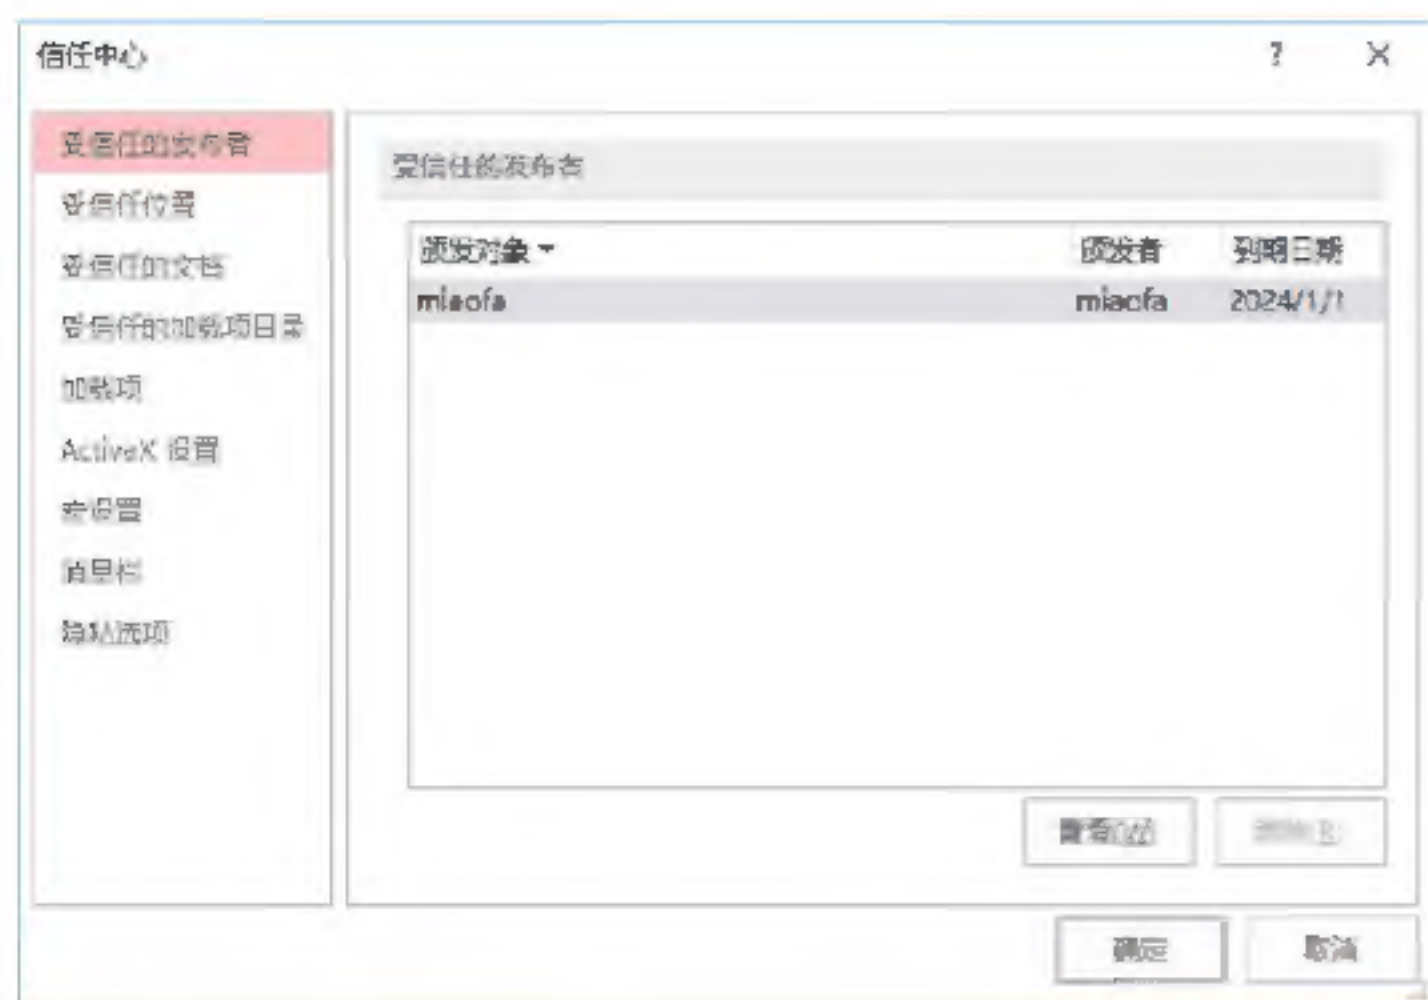 信任中心
?
受信任的发布者
受信任位置
受信任的文档
受信任的加载项目录
加载项
ActiveX 设置
宏设置
消息栏
隐私选项
受信任的发布者
颁发对象 颁发者 到期日期
miaofa miaofa 2024/1/1
查看(V)
删除(R)
确定
取消